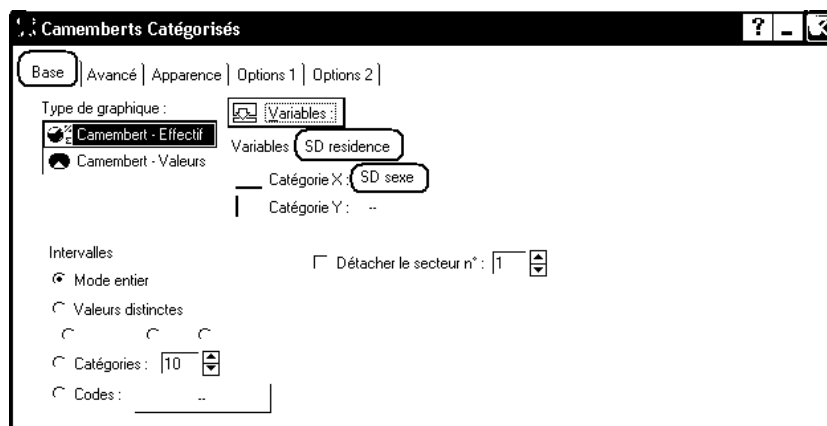 Camemberts Catégorisés
Base Avancé Apparence Options 1 Options 2
Type de graphique :
Variables :
Camembert - Effectif
Variables SD residence
Camembert - Valeurs
Catégorie X : SD sexe
Catégorie Y : --
Intervalles
Détacher le secteur n° : 1
Mode entier
Valeurs distinctes
Catégories : 10
Codes : --